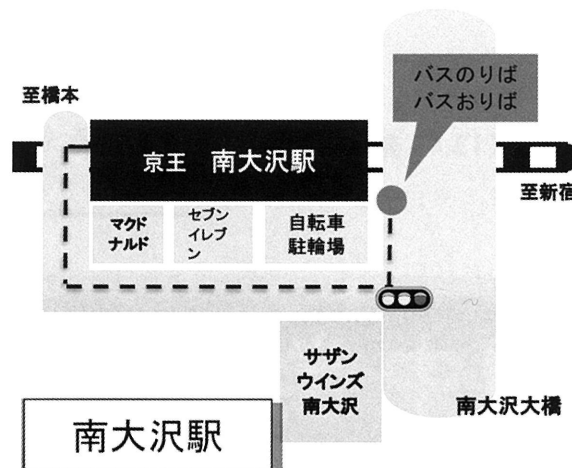 バスのりば
バスおりば
至橋本
京王 南大沢駅
至新宿
マクド
ナルド
セブン
イレブ
ン
自転車
駐輪場
サザン
ウインズ
南大沢
南大沢大橋
南大沢駅